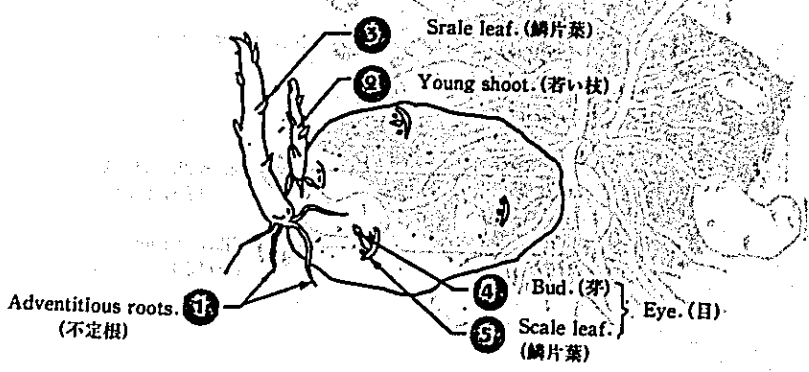 3 Srale leaf. (鱗片葉)
2 Young shoot. (若い枝)
4 Bud. (芽)
Eye. (目)
Adventitious roots. 1
(不定根)
5 Scale leaf.
(鱗片葉)